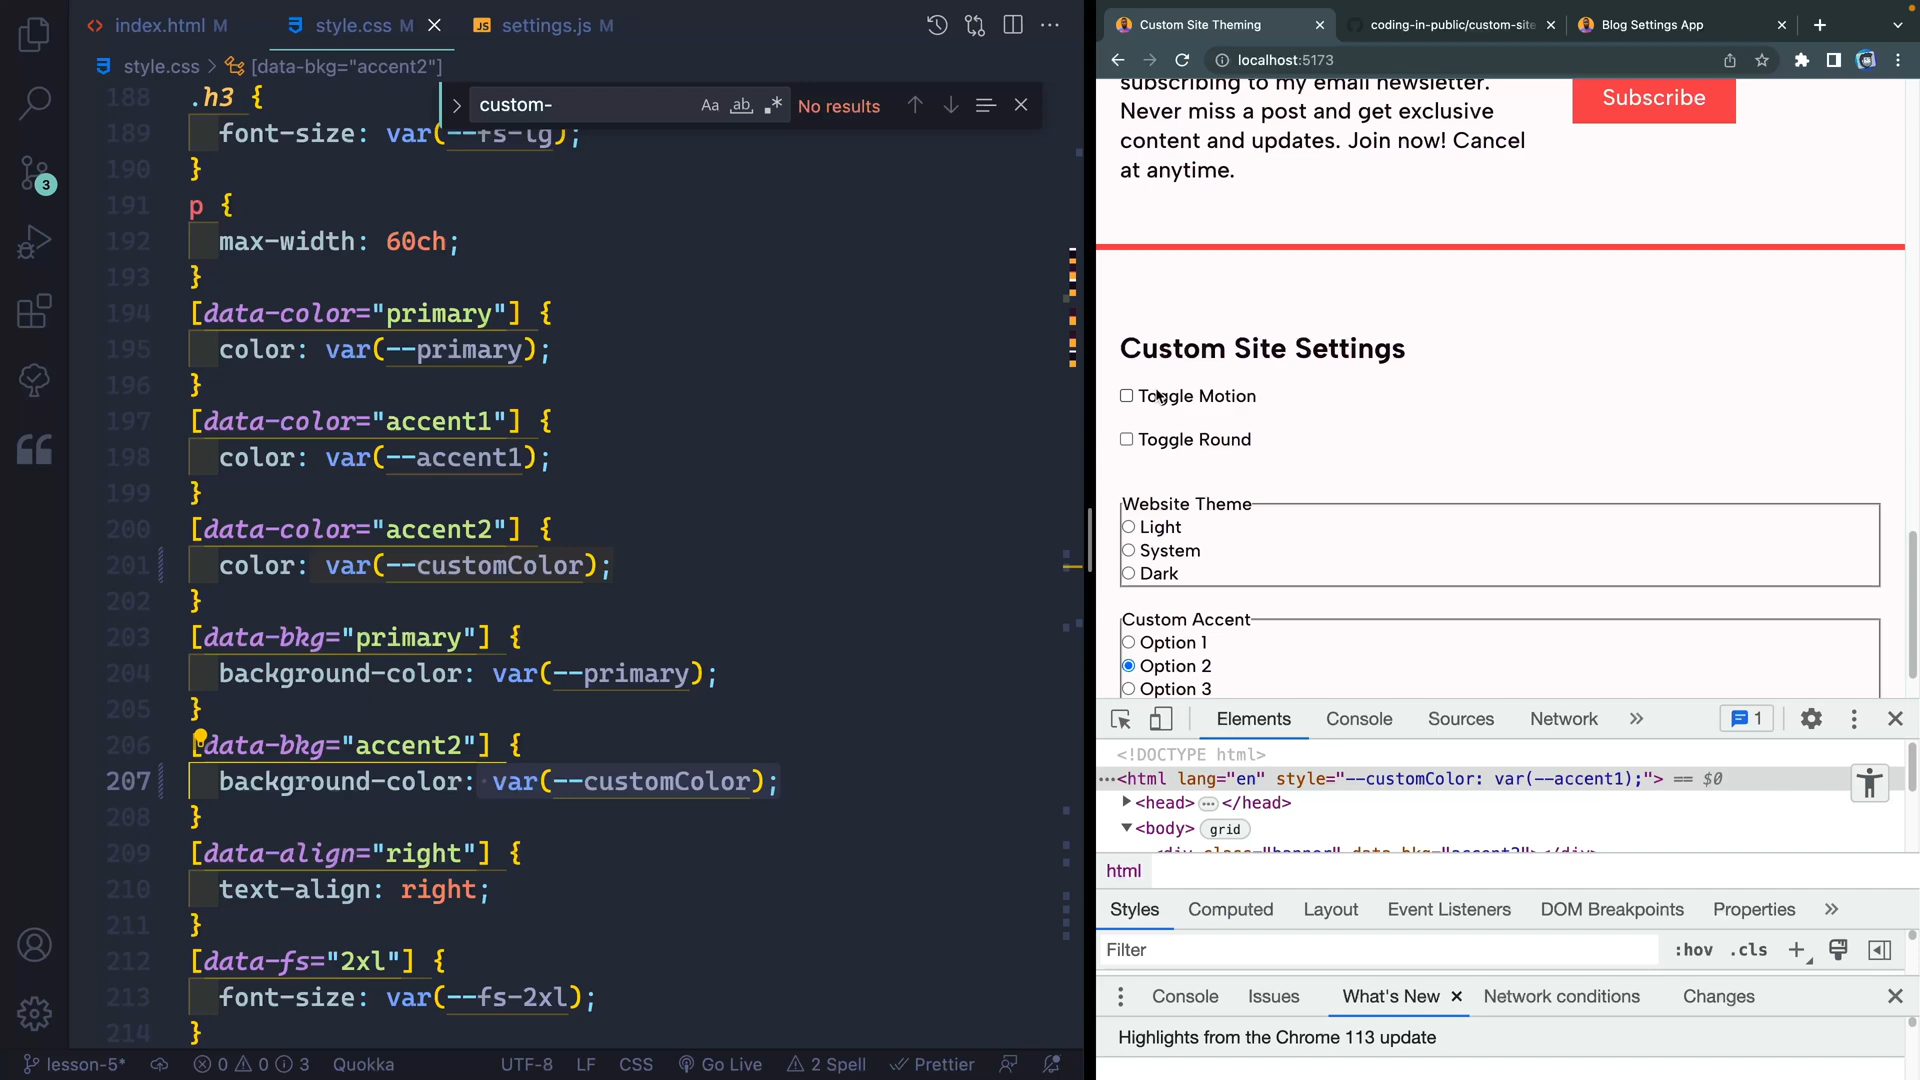 index.html M
style.css M
settings.js M
style.css > [data-bkg="accent2"]
custom-
Aa ab .*
No results
188 .h3 {
189 font-size: var(--fs-lg);
190 }
191 p {
192 max-width: 60ch;
193 }
194 [data-color="primary"] {
195 color: var(--primary);
196 }
197 [data-color="accent1"] {
198 color: var(--accent1);
199 }
200 [data-color="accent2"] {
201 color: var(--customColor);
202 }
203 [data-bkg="primary"] {
204 background-color: var(--primary);
205 }
206 [data-bkg="accent2"] {
207 background-color: var(--customColor);
208 }
209 [data-align="right"] {
210 text-align: right;
211 }
212 [data-fs="2xl"] {
213 font-size: var(--fs-2xl);
214 }
3
lesson-5* 0 0 3 Quokka UTF-8 LF CSS Go Live 2 Spell Prettier
Custom Site Theming
coding-in-public/custom-site
Blog Settings App
localhost:5173
subscribing to my email newsletter.
Never miss a post and get exclusive
content and updates. Join now! Cancel
at anytime.
Subscribe
Custom Site Settings
Toggle Motion
Toggle Round
Website Theme
Light
System
Dark
Custom Accent
Option 1
Option 2
Option 3
Elements Console Sources Network » 1
<!DOCTYPE html>
<html lang="en" style="--customColor: var(--accent1);"> == $0
<head> … </head>
<body> grid
<div class="banner" data-bkg="accent2"></div>
html
Styles Computed Layout Event Listeners DOM Breakpoints Properties »
Filter :hov .cls +
Console Issues What's New Network conditions Changes
Highlights from the Chrome 113 update